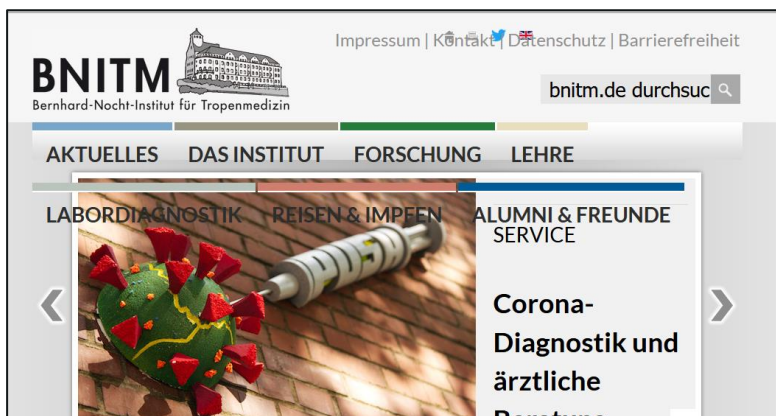 Impressum | Kontakt | Datenschutz | Barrierefreiheit
BNITM
Bernhard-Nocht-Institut für Tropenmedizin
bnitm.de durchsuc
AKTUELLES DAS INSTITUT FORSCHUNG LEHRE
LABORDIAGNOSTIK REISEN & IMPFEN ALUMNI & FREUNDE
SERVICE
Corona-
Diagnostik und
ärztliche